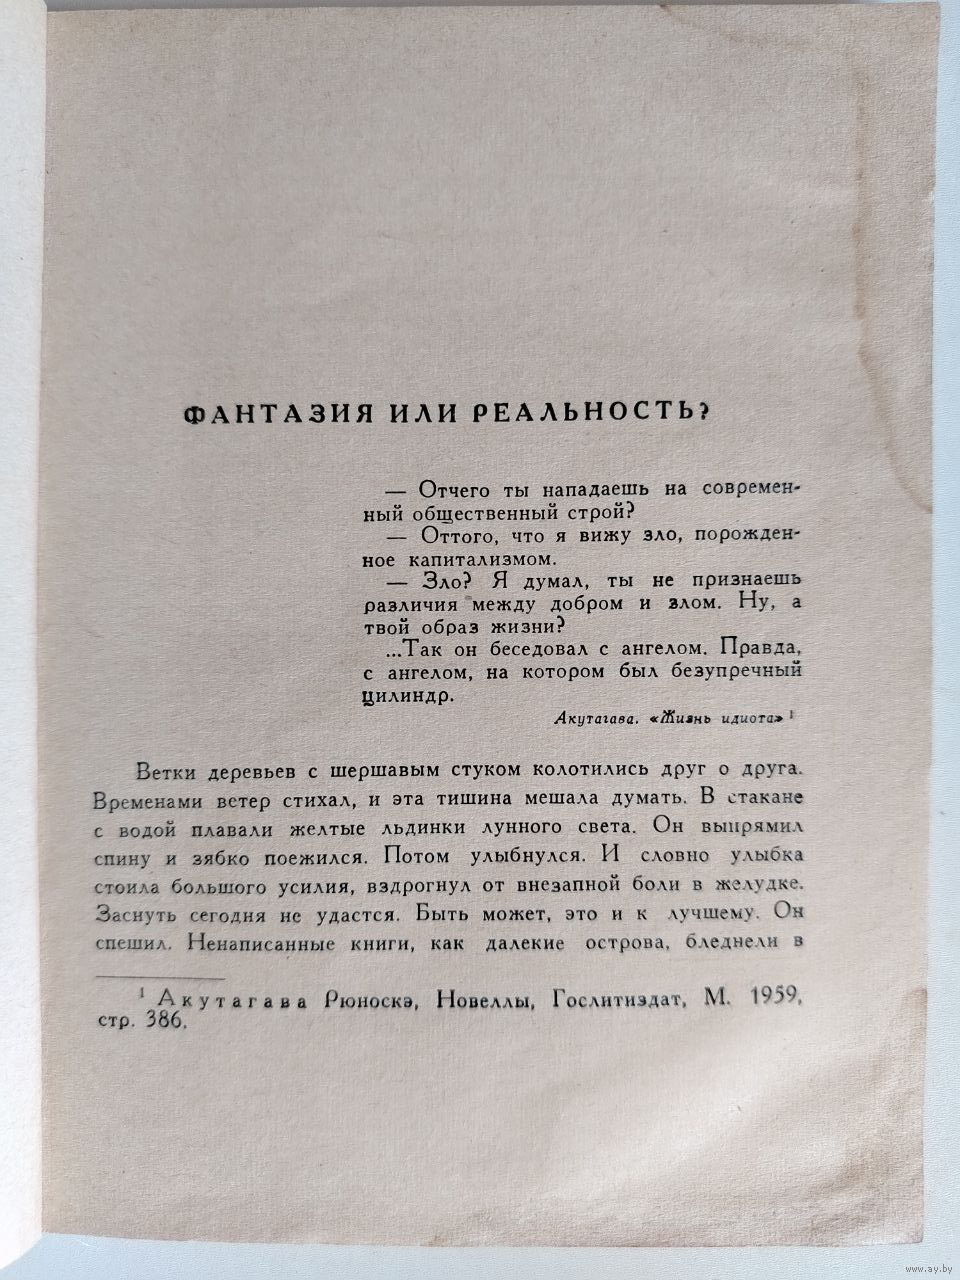 ФАНТАЗИЯ ИЛИ РЕАЛЬНОСТЬ?
— Отчего ты нападаешь на современ-
ный общественный строй?
— Оттого, что я вижу зло, порожден-
ное капитализмом.
— Зло? Я думал, ты не признаешь
различия между добром и злом. Ну, а
твой образ жизни?
...Так он беседовал с ангелом. Правда,
с ангелом, на котором был безупречный
цилиндр.
Акутагава. «Жизнь идиота» ¹
Ветки деревьев с шершавым стуком колотились друг о друга.
Временами ветер стихал, и эта тишина мешала думать. В стакане
с водой плавали желтые льдинки лунного света. Он выпрямил
спину и зябко поежился. Потом улыбнулся. И словно улыбка
стоила большого усилия, вздрогнул от внезапной боли в желудке.
Заснуть сегодня не удастся. Быть может, это и к лучшему. Он
спешил. Ненаписанные книги, как далекие острова, бледнели в
¹ Акутагава Рюноскэ, Новеллы, Гослитиздат, М. 1959,
стр. 386.
www.ay.by